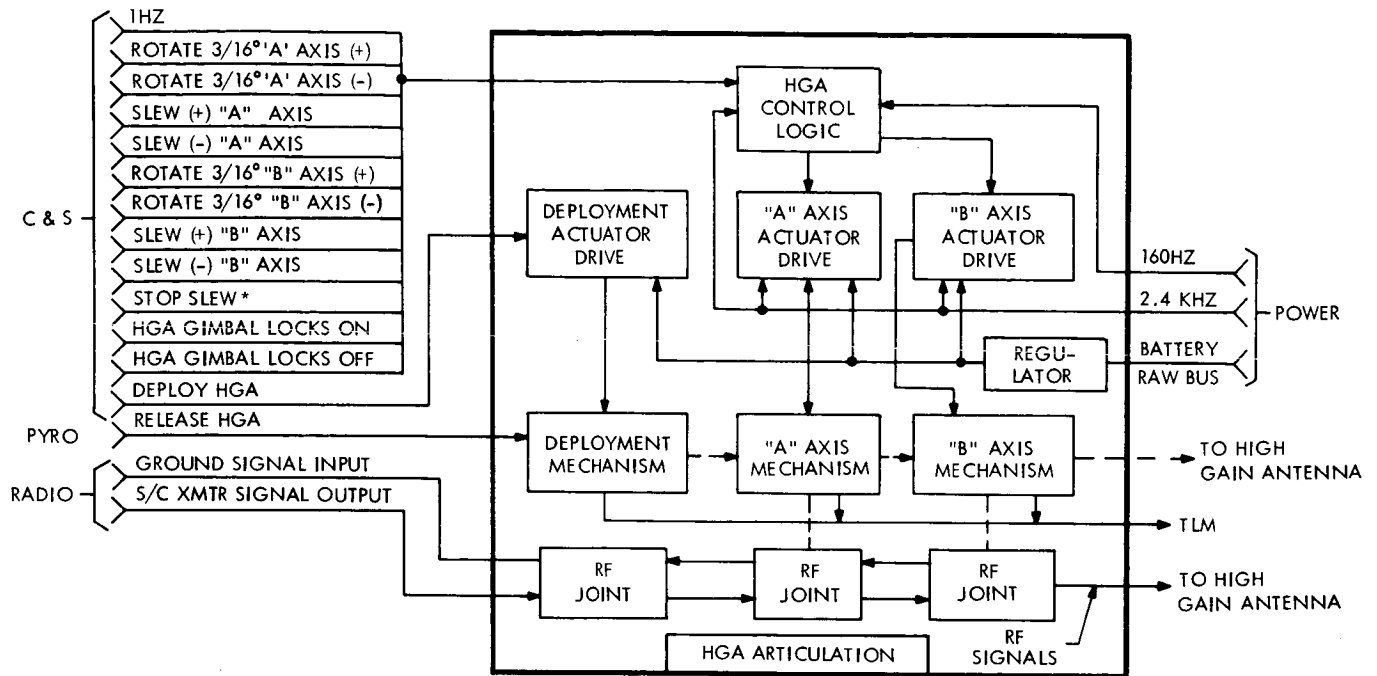 1HZ
ROTATE 3/16° 'A' AXIS (+)
ROTATE 3/16° 'A' AXIS (-)
SLEW (+) "A" AXIS
SLEW (-) "A" AXIS
ROTATE 3/16° "B" AXIS (+)
ROTATE 3/16° "B" AXIS (-)
SLEW (+) "B" AXIS
SLEW (-) "B" AXIS
STOP SLEW *
HGA GIMBAL LOCKS ON
HGA GIMBAL LOCKS OFF
DEPLOY HGA
RELEASE HGA
GROUND SIGNAL INPUT
S/C XMTR SIGNAL OUTPUT
C & S
PYRO
RADIO
HGA
CONTROL
LOGIC
DEPLOYMENT
ACTUATOR
DRIVE
"A" AXIS
ACTUATOR
DRIVE
"B" AXIS
ACTUATOR
DRIVE
160HZ
2.4 KHZ
BATTERY
RAW BUS
POWER
REGU-
LATOR
DEPLOYMENT
MECHANISM
"A" AXIS
MECHANISM
"B" AXIS
MECHANISM
TO HIGH
GAIN ANTENNA
TLM
RF
JOINT
RF
JOINT
RF
JOINT
TO HIGH
GAIN ANTENNA
RF
SIGNALS
HGA ARTICULATION